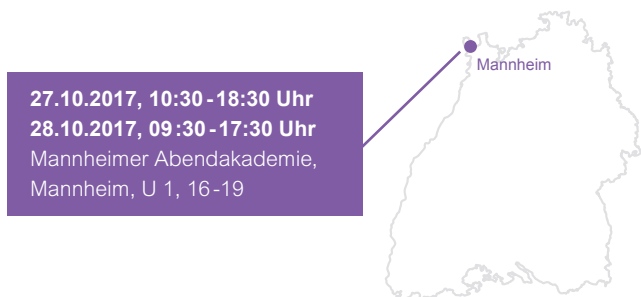 27.10.2017, 10:30-18:30 Uhr
28.10.2017, 09:30-17:30 Uhr
Mannheimer Abendakademie,
Mannheim, U 1, 16-19
Mannheim